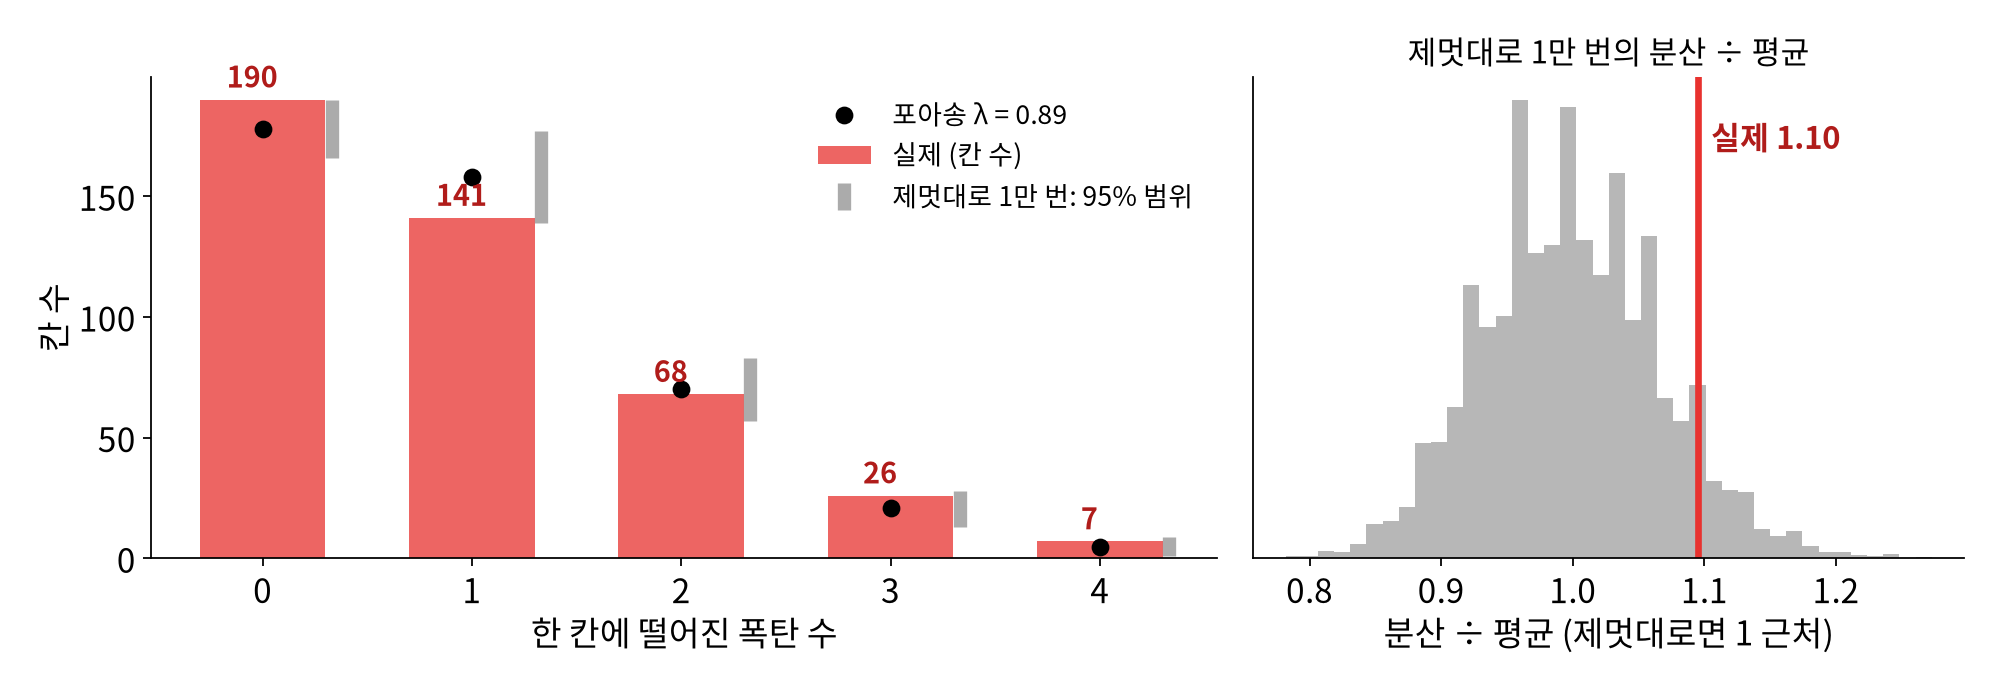 190
141
68
26
7
포아송 λ = 0.89
실제 (칸 수)
제멋대로 1만 번: 95% 범위
칸 수
150
100
50
0
0 1 2 3 4
한 칸에 떨어진 폭탄 수
제멋대로 1만 번의 분산 ÷ 평균
실제 1.10
0.8 0.9 1.0 1.1 1.2
분산 ÷ 평균 (제멋대로면 1 근처)